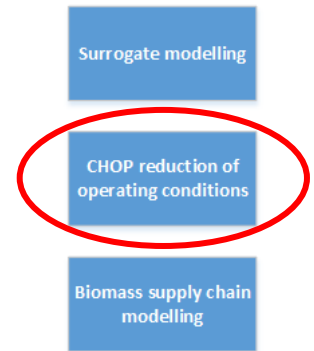 Surrogate modelling
CHOP reduction of
operating conditions
Biomass supply chain
modelling